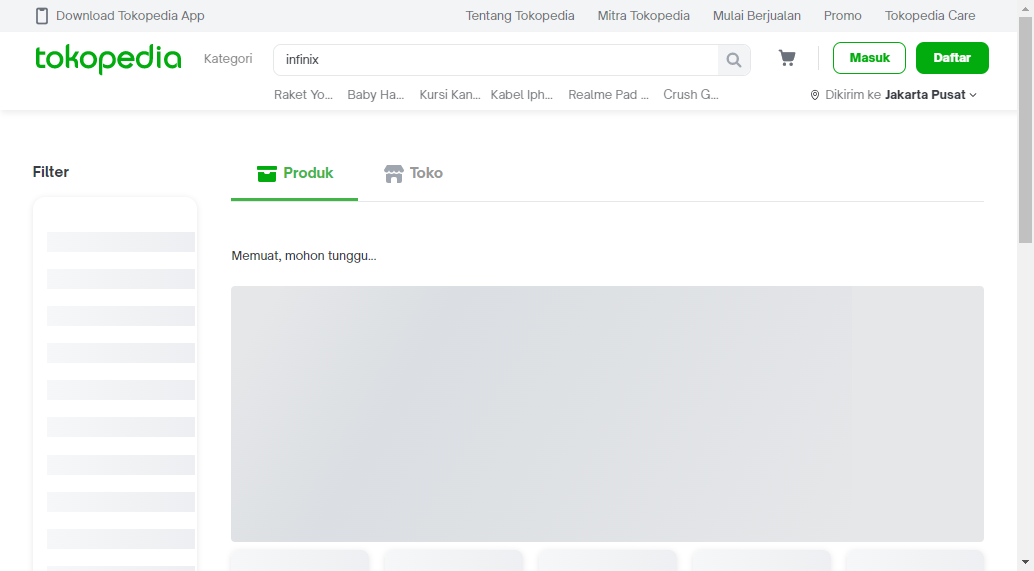 Download Tokopedia App Tentang Tokopedia Mitra Tokopedia Mulai Berjualan Promo Tokopedia Care
tokopedia Kategori infinix Masuk Daftar
Raket Yo... Baby Ha... Kursi Kan... Kabel Iph... Realme Pad ... Crush G... Dikirim ke Jakarta Pusat
Filter Produk Toko
Memuat, mohon tunggu...